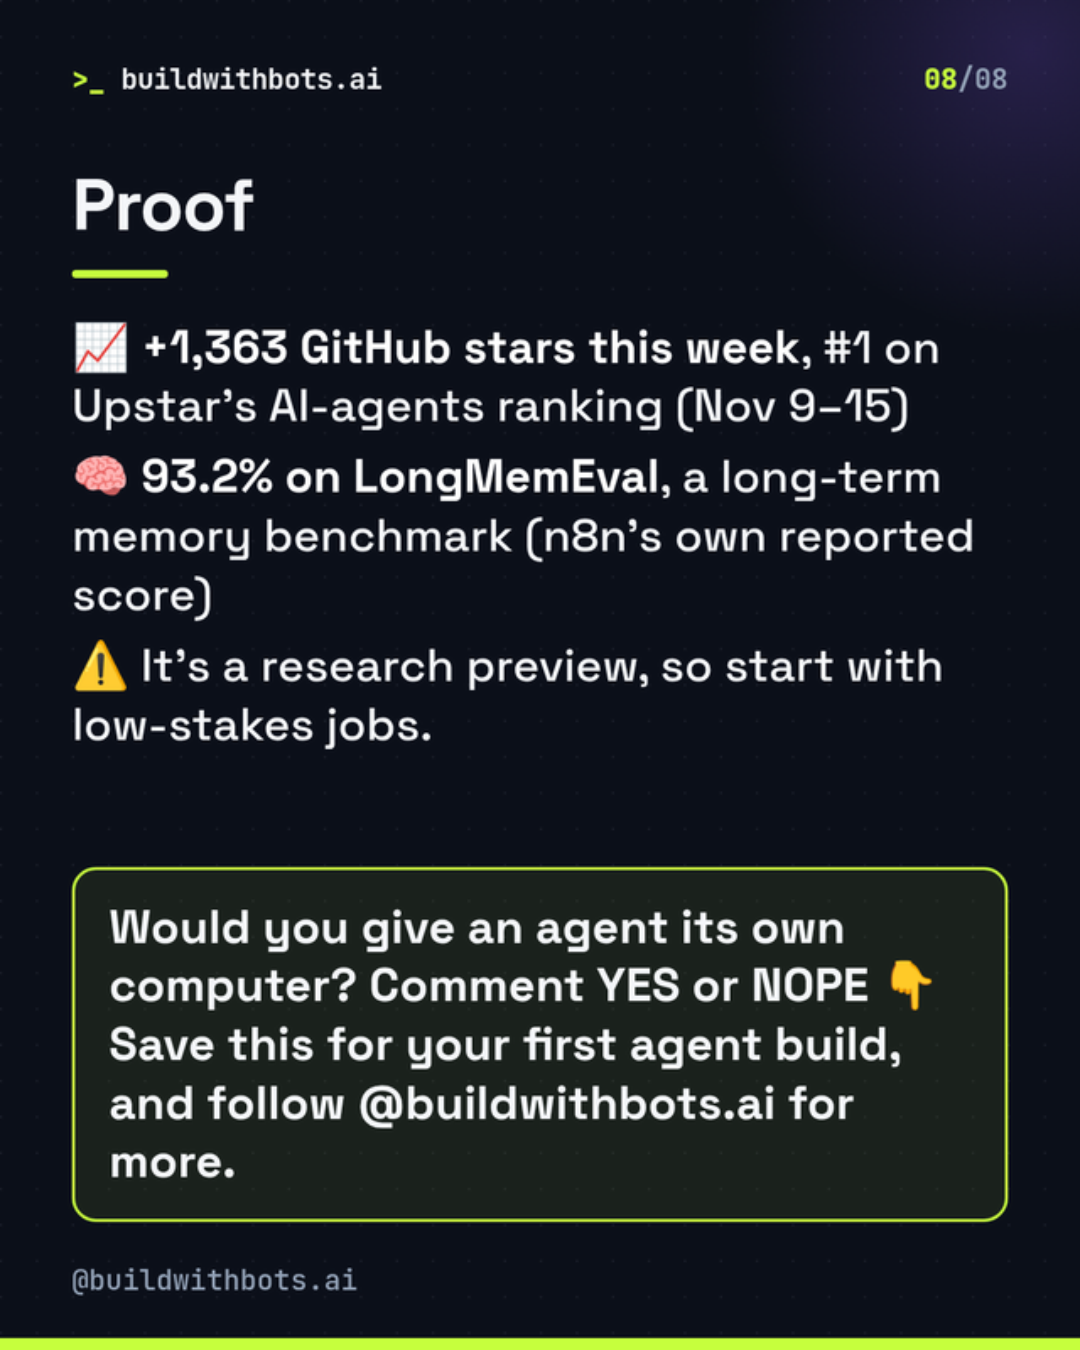 >_ buildwithbots.ai
08/08
Proof
📈 +1,363 GitHub stars this week, #1 on
Upstar’s AI-agents ranking (Nov 9–15)
🧠 93.2% on LongMemEval, a long-term
memory benchmark (n8n’s own reported
score)
⚠️ It’s a research preview, so start with
low-stakes jobs.
Would you give an agent its own
computer? Comment YES or NOPE 👇
Save this for your first agent build,
and follow @buildwithbots.ai for
more.
@buildwithbots.ai